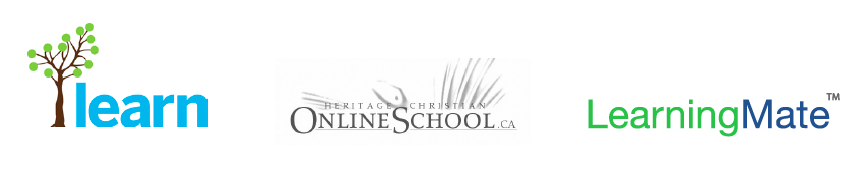 learn
HERITAGE CHRISTIAN
ONLINESCHOOL.CA
LearningMate™